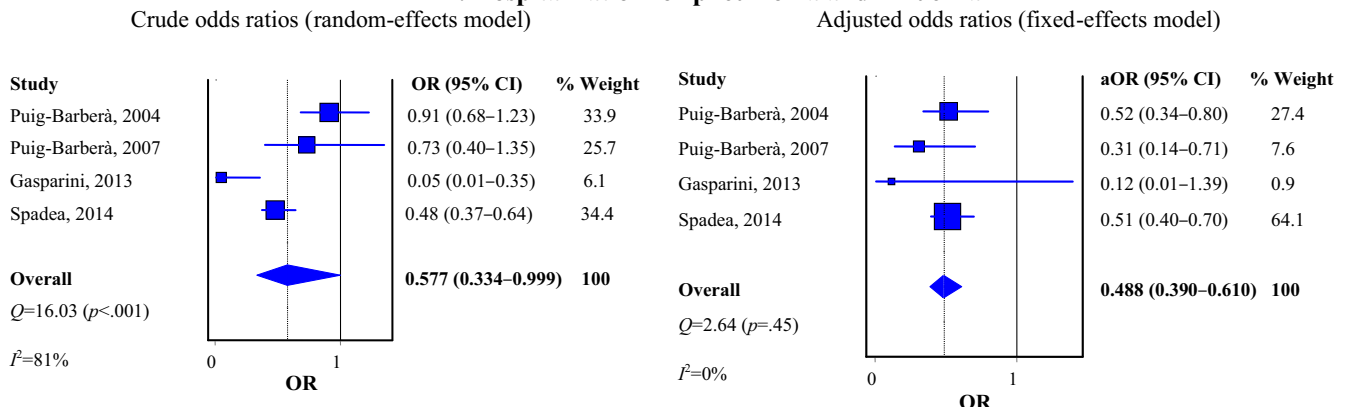 Crude odds ratios (random-effects model)
Study OR (95% CI) % Weight
Puig-Barberà, 2004 0.91 (0.68–1.23) 33.9
Puig-Barberà, 2007 0.73 (0.40–1.35) 25.7
Gasparini, 2013 0.05 (0.01–0.35) 6.1
Spadea, 2014 0.48 (0.37–0.64) 34.4
Overall 0.577 (0.334–0.999) 100
Q=16.03 (p<.001)
I²=81%
0 1
OR
Adjusted odds ratios (fixed-effects model)
Study aOR (95% CI) % Weight
Puig-Barberà, 2004 0.52 (0.34–0.80) 27.4
Puig-Barberà, 2007 0.31 (0.14–0.71) 7.6
Gasparini, 2013 0.12 (0.01–1.39) 0.9
Spadea, 2014 0.51 (0.40–0.70) 64.1
Overall 0.488 (0.390–0.610) 100
Q=2.64 (p=.45)
I²=0%
0 1
OR